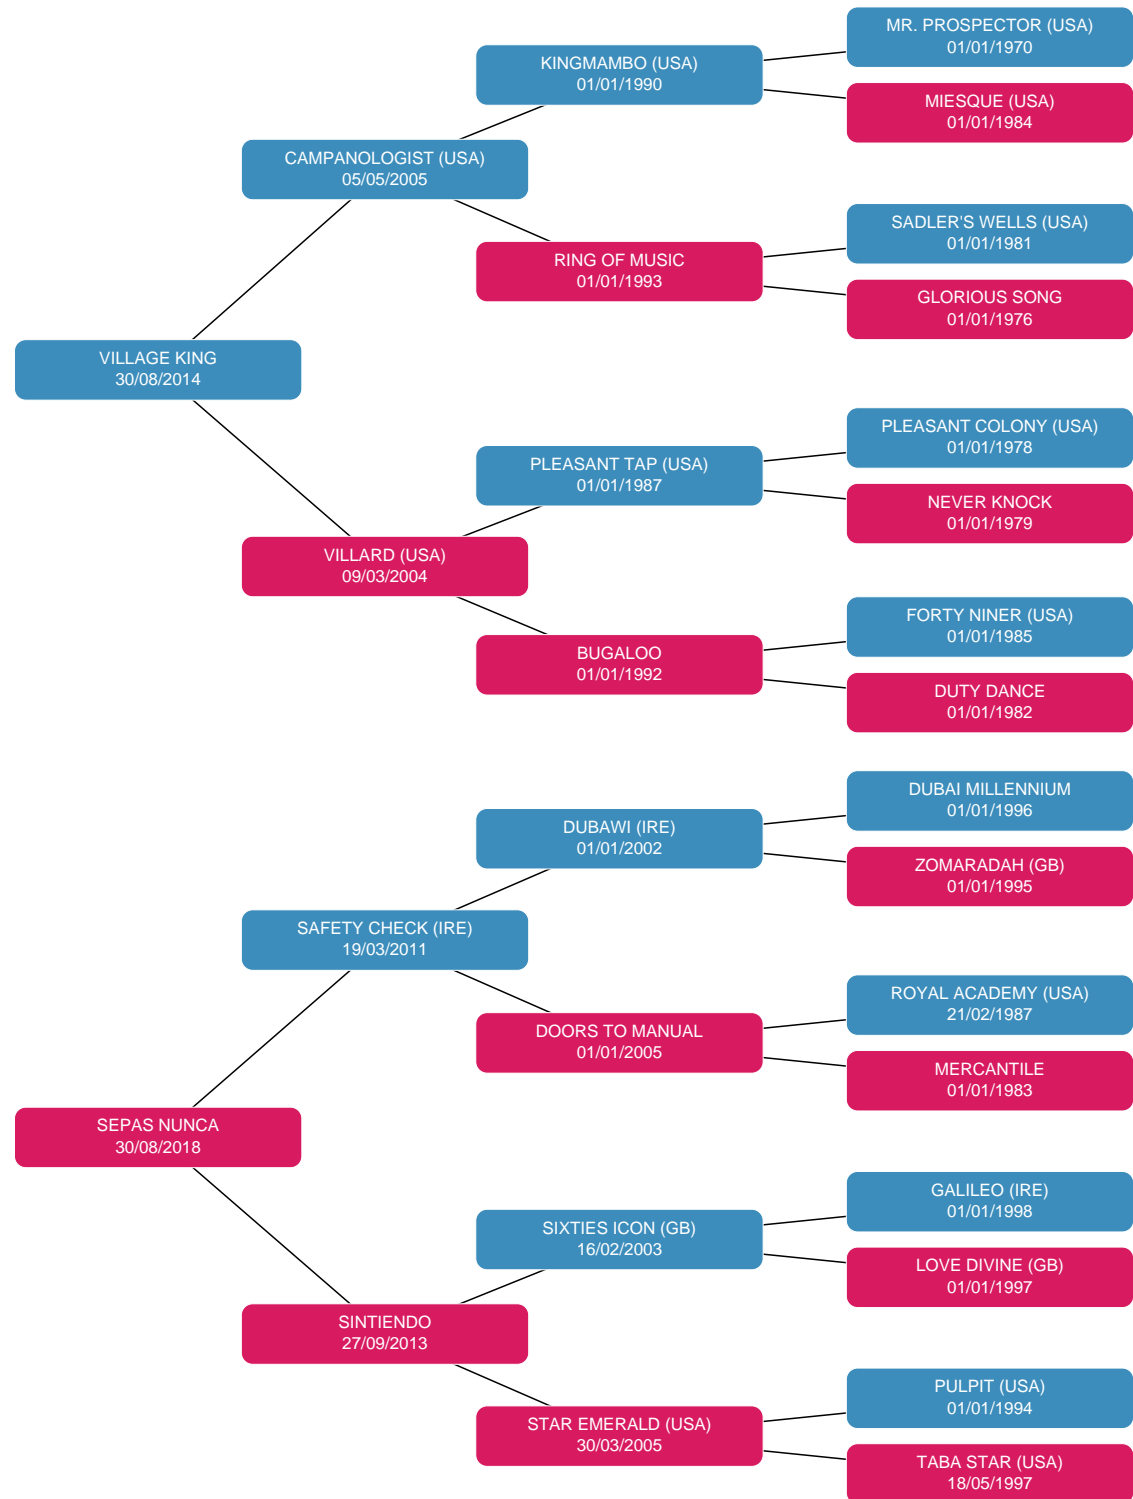 MR. PROSPECTOR (USA)
01/01/1970
KINGMAMBO (USA)
01/01/1990
MIESQUE (USA)
01/01/1984
CAMPANOLOGIST (USA)
05/05/2005
SADLER'S WELLS (USA)
01/01/1981
RING OF MUSIC
01/01/1993
GLORIOUS SONG
01/01/1976
VILLAGE KING
30/08/2014
PLEASANT COLONY (USA)
01/01/1978
PLEASANT TAP (USA)
01/01/1987
NEVER KNOCK
01/01/1979
VILLARD (USA)
09/03/2004
FORTY NINER (USA)
01/01/1985
BUGALOO
01/01/1992
DUTY DANCE
01/01/1982
DUBAI MILLENNIUM
01/01/1996
DUBAWI (IRE)
01/01/2002
ZOMARADAH (GB)
01/01/1995
SAFETY CHECK (IRE)
19/03/2011
ROYAL ACADEMY (USA)
21/02/1987
DOORS TO MANUAL
01/01/2005
MERCANTILE
01/01/1983
SEPAS NUNCA
30/08/2018
GALILEO (IRE)
01/01/1998
SIXTIES ICON (GB)
16/02/2003
LOVE DIVINE (GB)
01/01/1997
SINTIENDO
27/09/2013
PULPIT (USA)
01/01/1994
STAR EMERALD (USA)
30/03/2005
TABA STAR (USA)
18/05/1997